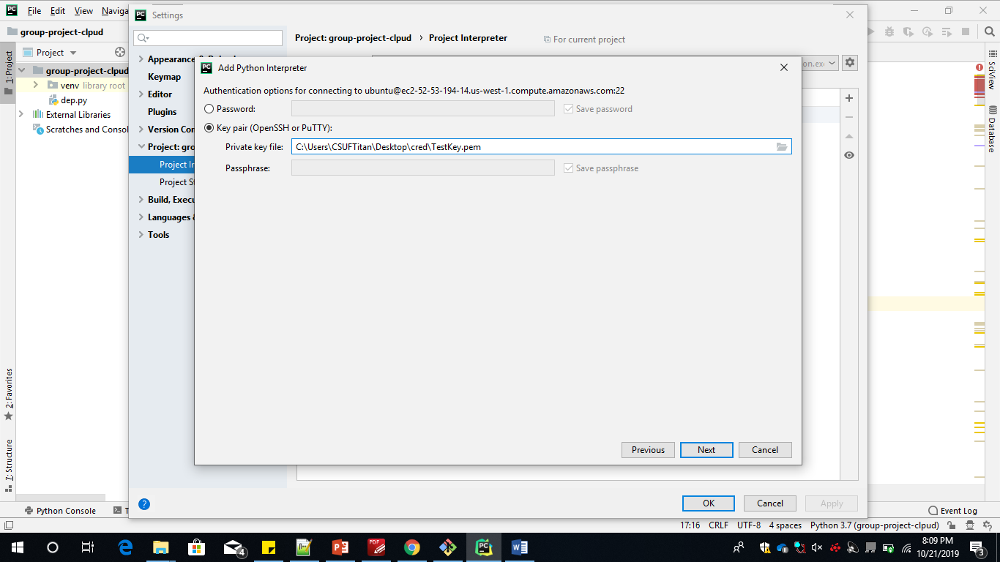 File Edit View Naviga
Settings
group-project-clpud
Project: group-project-clpud › Project Interpreter
For current project
1: Project
Project
group-project-clpud
venv library root
dep.py
External Libraries
Scratches and Consol
Appearance
Keymap
Editor
Plugins
Version Con
Project: gro
Project In
Project St
Build, Execu
Languages &
Tools
Add Python Interpreter
Authentication options for connecting to ubuntu@ec2-52-53-194-14.us-west-1.compute.amazonaws.com:22
Password:
Save password
Key pair (OpenSSH or PuTTY):
Private key file:
C:\Users\CSUFTitan\Desktop\cred\TestKey.pem
Passphrase:
Save passphrase
Previous
Next
Cancel
on.exe
SciView
Database
2: Favorites
7: Structure
OK
Cancel
Apply
Python Console
Event Log
17:16 CRLF UTF-8 4 spaces Python 3.7 (group-project-clpud)
4
8:09 PM
10/21/2019
3